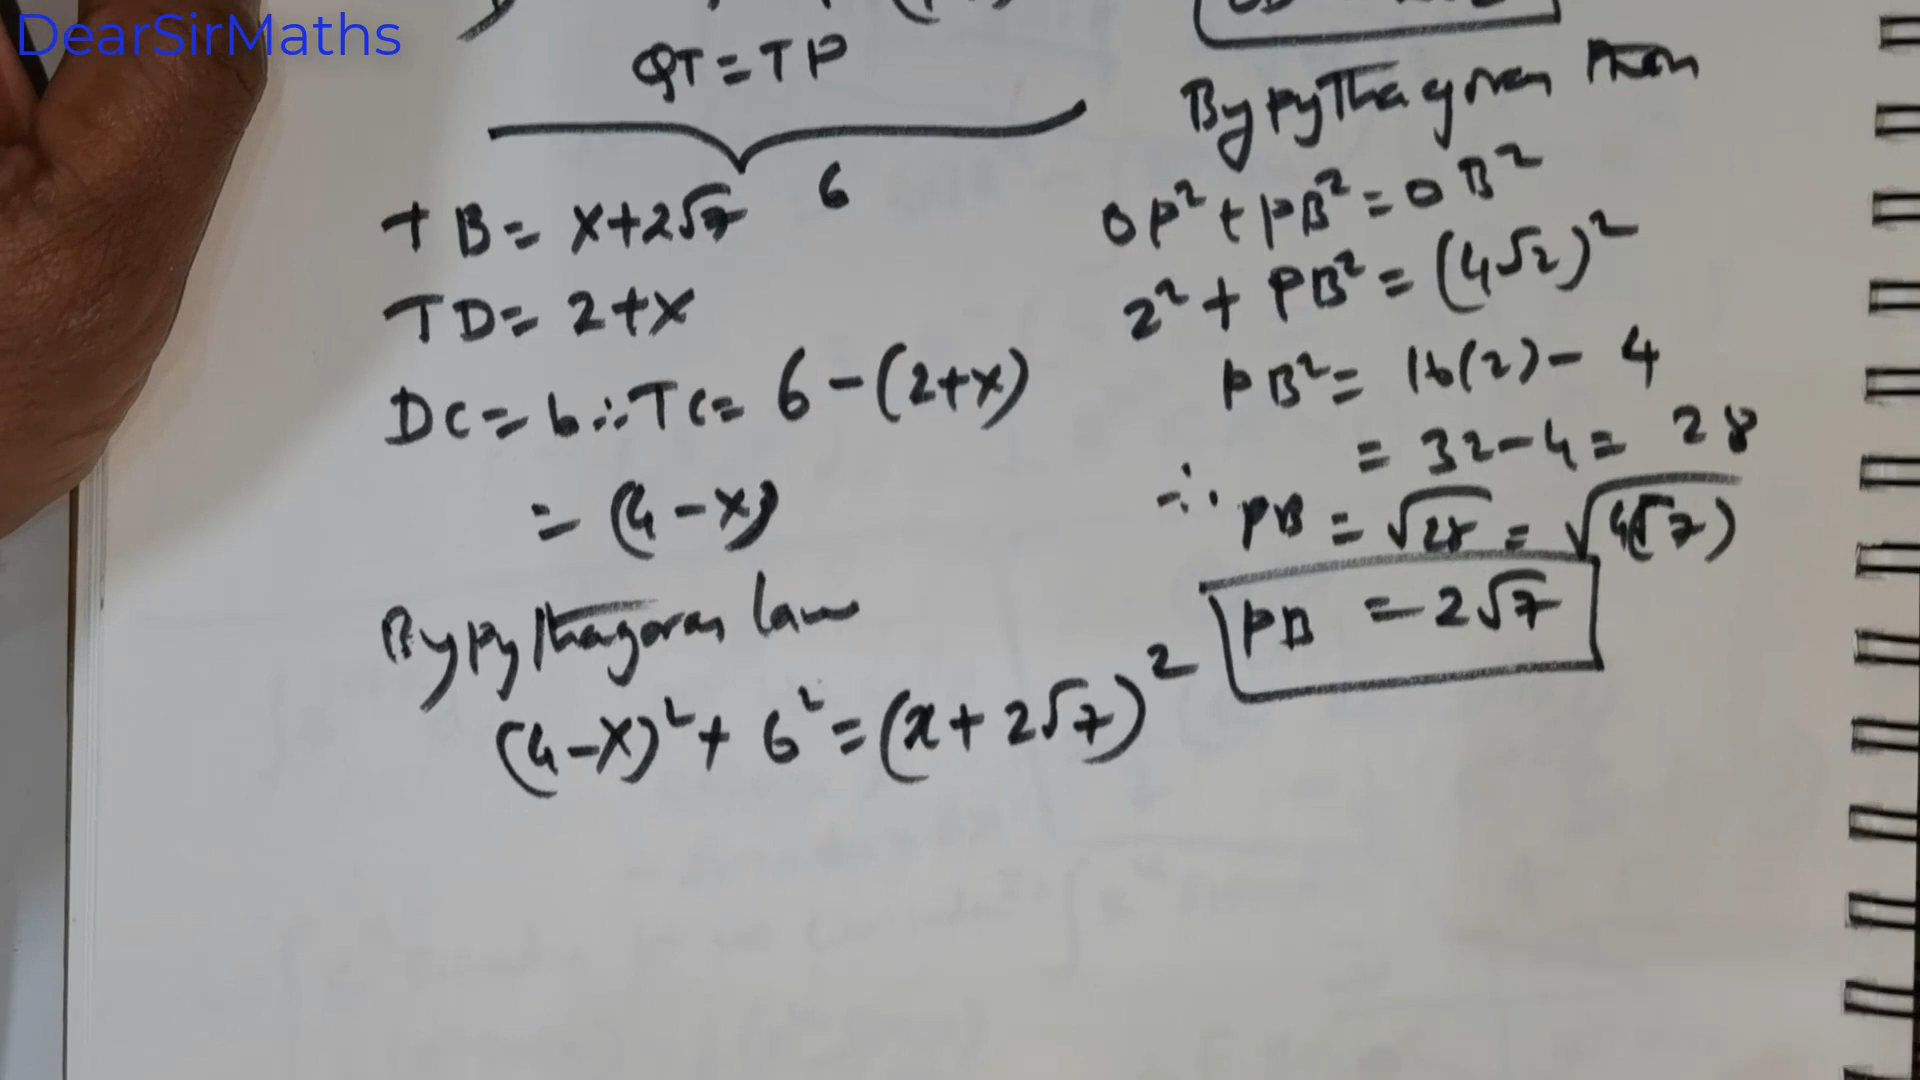 DearSirMaths
QT=TP
6
TB= x+2√7
TD= 2+x
DC= 6 ∴ TC= 6-(2+x)
= (4-x)
By pythagoras law
(4-x)²+ 6²=(x+2√7)²
By pythagoras
OP²+PB²=OB²
2²+PB²=(4√2)²
PB²= 16(2)- 4
= 32-4= 28
∴ PB =√28 =√4(7)
PB =2√7